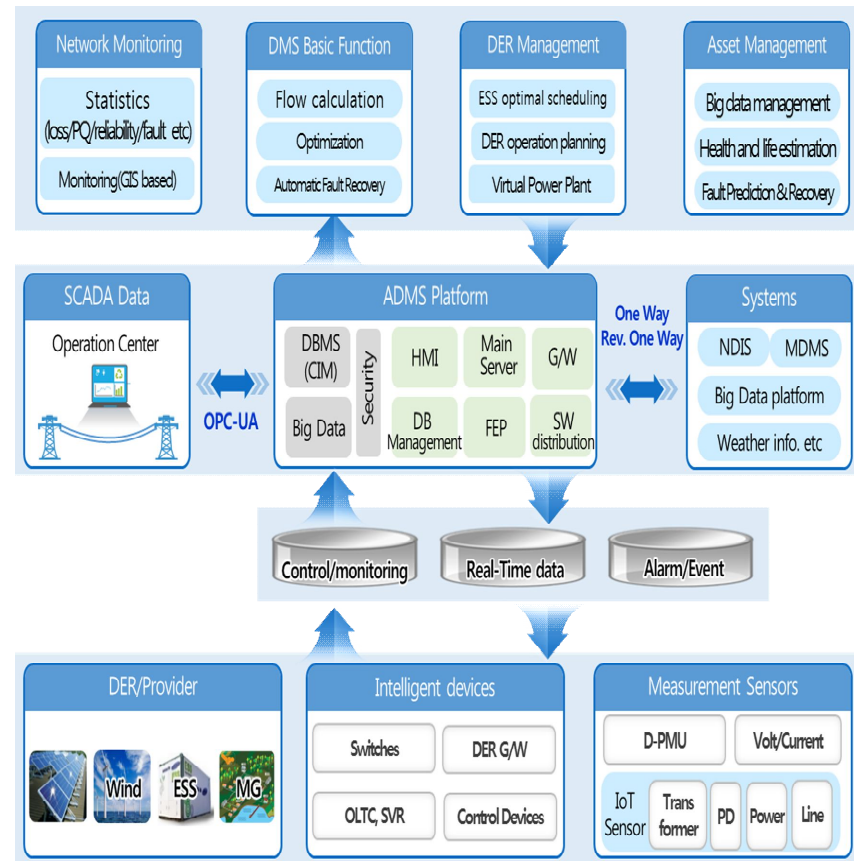 Network Monitoring
Statistics
(loss/PQ/reliability/fault etc)
Monitoring(GIS based)
DMS Basic Function
Flow calculation
Optimization
Automatic Fault Recovery
DER Management
ESS optimal scheduling
DER operation planning
Virtual Power Plant
Asset Management
Big data management
Health and life estimation
Fault Prediction & Recovery
SCADA Data
Operation Center
OPC-UA
ADMS Platform
DBMS
(CIM)
Big Data
Security
HMI
Main
Server
G/W
DB
Management
FEP
SW
distribution
One Way
Rev. One Way
Systems
NDIS
MDMS
Big Data platform
Weather info. etc
Control/monitoring
Real-Time data
Alarm/Event
DER/Provider
Wind
ESS
MG
Intelligent devices
Switches
DER G/W
OLTC, SVR
Control Devices
Measurement Sensors
D-PMU
Volt/Current
IoT
Sensor
Trans
former
PD
Power
Line